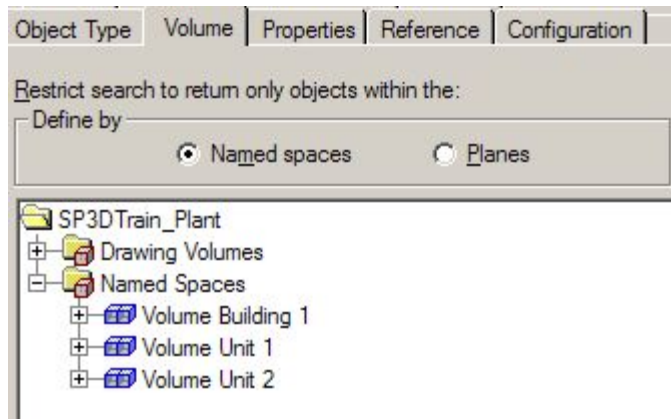 Object Type Volume Properties Reference Configuration
Restrict search to return only objects within the:
Define by
Named spaces Planes
SP3DTrain_Plant
Drawing Volumes
Named Spaces
Volume Building 1
Volume Unit 1
Volume Unit 2